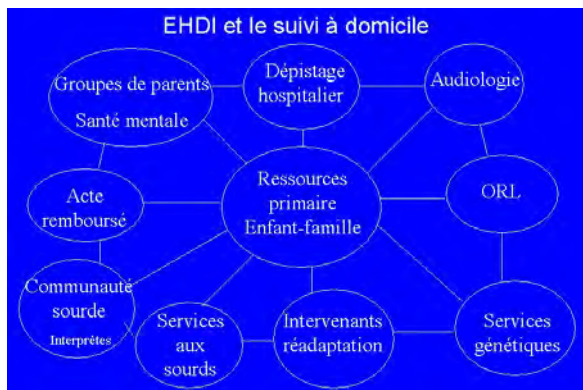 EHDI et le suivi à domicile
Groupes de parents
Santé mentale
Dépistage
hospitalier
Audiologie
Acte
remboursé
Ressources
primaire
Enfant-famille
ORL
Communauté
sourde
Interprètes
Services
aux
sourds
Intervenants
réadaptation
Services
génétiques